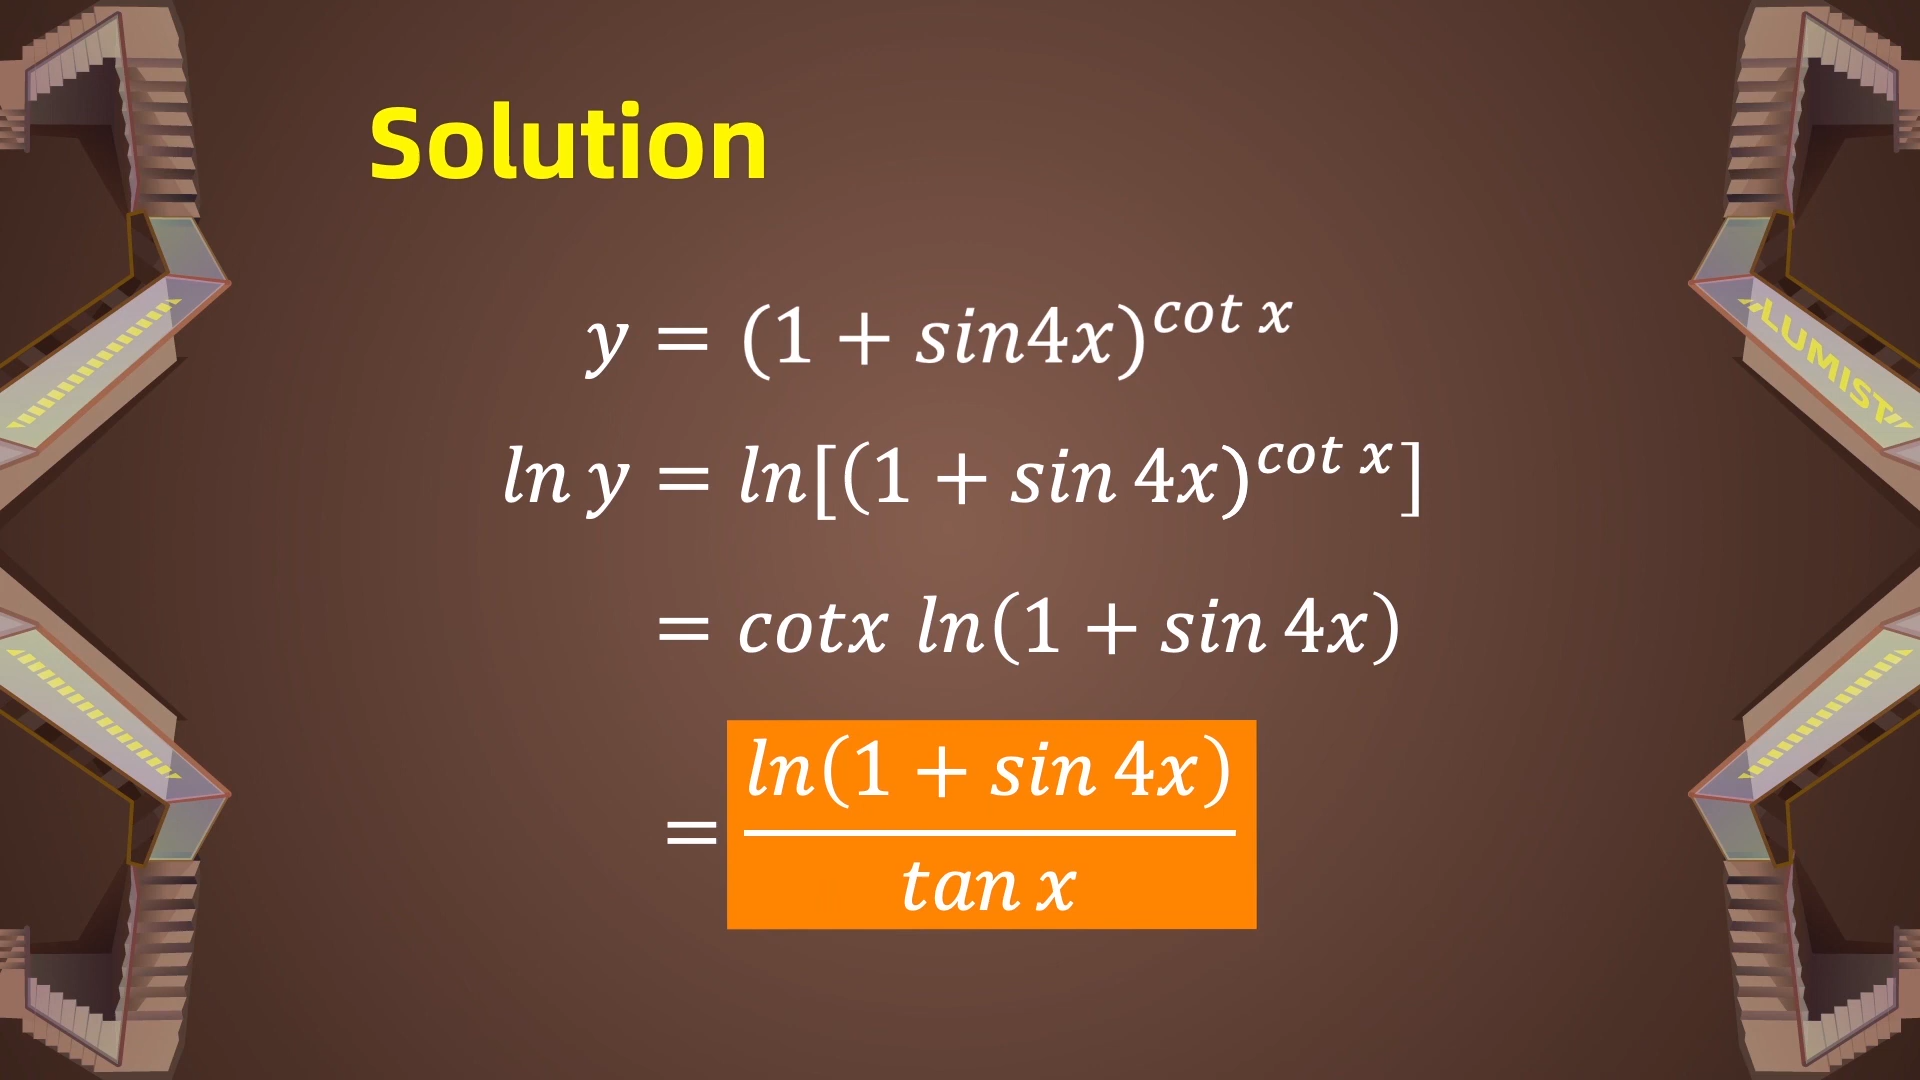 Solution
y = (1 + sin4x)^{cot x}
ln y = ln[(1 + sin 4x)^{cot x}]
= cotx ln(1 + sin 4x)
= \frac{ln(1 + sin 4x)}{tan x}
LUMIST